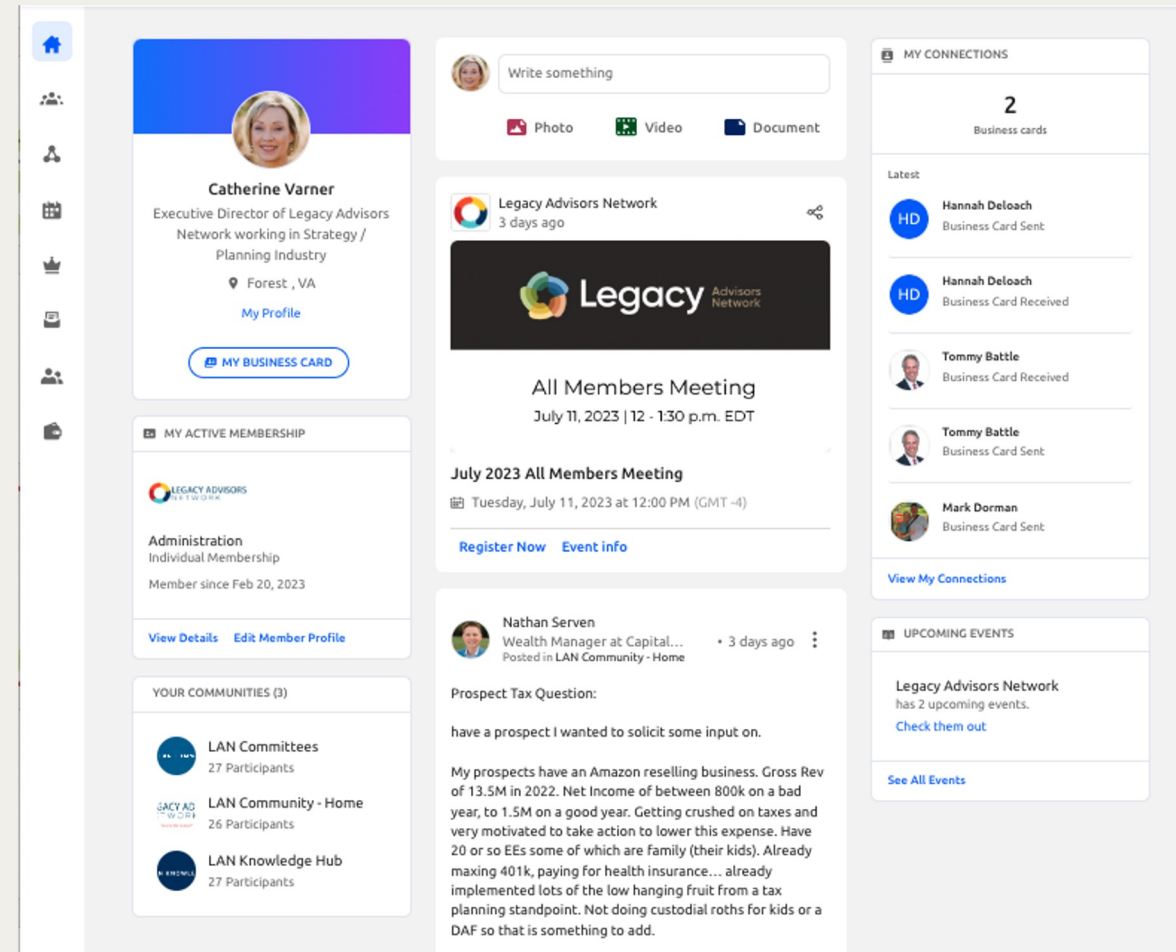 Catherine Varner
Executive Director of Legacy Advisors
Network working in Strategy /
Planning Industry
Forest , VA
My Profile
MY BUSINESS CARD
MY ACTIVE MEMBERSHIP
LEGACY ADVISORS
NETWORK
Administration
Individual Membership
Member since Feb 20, 2023
View Details Edit Member Profile
YOUR COMMUNITIES (3)
LAN Committees
27 Participants
GACY AD
TWORK
LAN Community - Home
26 Participants
N KNOWLE
LAN Knowledge Hub
27 Participants
Write something
Photo Video Document
Legacy Advisors Network
3 days ago
Legacy Advisors
Network
All Members Meeting
July 11, 2023 | 12 - 1:30 p.m. EDT
July 2023 All Members Meeting
Tuesday, July 11, 2023 at 12:00 PM (GMT -4)
Register Now Event info
Nathan Serven
Wealth Manager at Capital... • 3 days ago
Posted in LAN Community - Home
Prospect Tax Question:
have a prospect I wanted to solicit some input on.
My prospects have an Amazon reselling business. Gross Rev
of 13.5M in 2022. Net Income of between 800k on a bad
year, to 1.5M on a good year. Getting crushed on taxes and
very motivated to take action to lower this expense. Have
20 or so EEs some of which are family (their kids). Already
maxing 401k, paying for health insurance... already
implemented lots of the low hanging fruit from a tax
planning standpoint. Not doing custodial roths for kids or a
DAF so that is something to add.
MY CONNECTIONS
2
Business cards
Latest
HD
Hannah Deloach
Business Card Sent
HD
Hannah Deloach
Business Card Received
Tommy Battle
Business Card Received
Tommy Battle
Business Card Sent
Mark Dorman
Business Card Sent
View My Connections
UPCOMING EVENTS
Legacy Advisors Network
has 2 upcoming events.
Check them out
See All Events